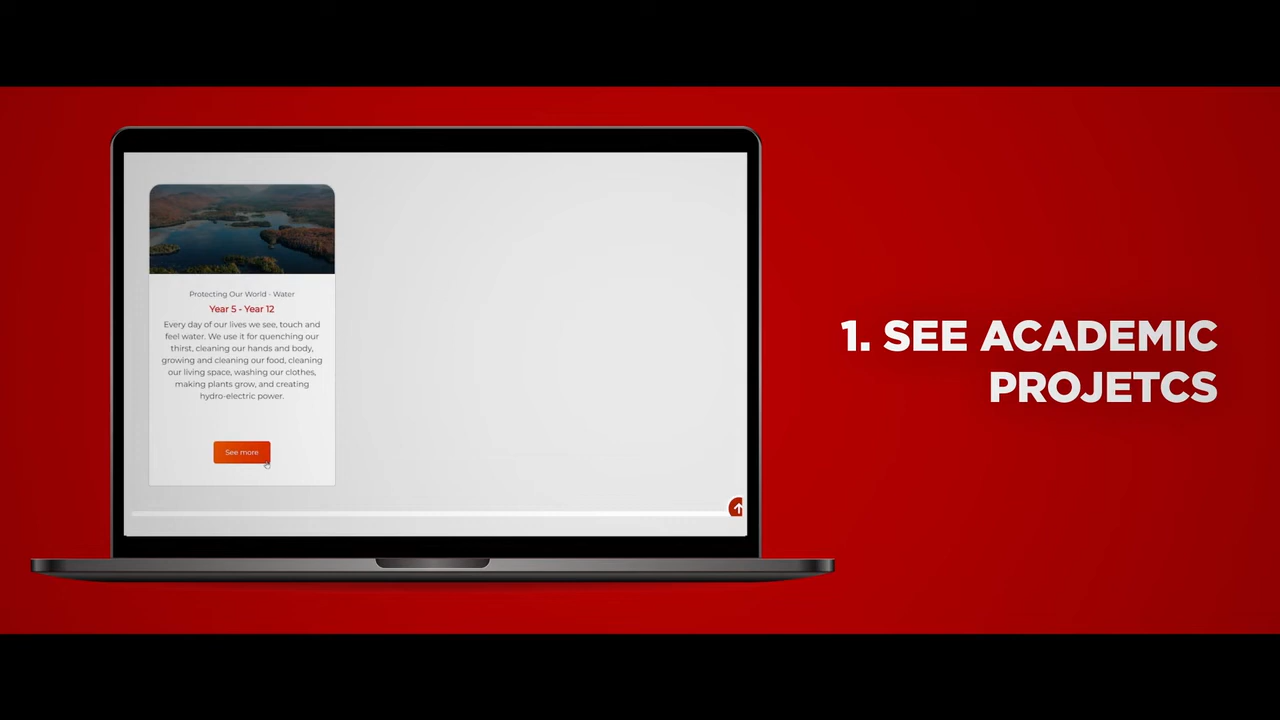 Protecting Our World - Water
Year 5 - Year 12
Every day of our lives we see, touch and
feel water. We use it for quenching our
thirst, cleaning our hands and body,
growing and cleaning our food, cleaning
our living space, washing our clothes,
making plants grow, and creating
hydro-electric power.
See more
1. SEE ACADEMIC
PROJETCS